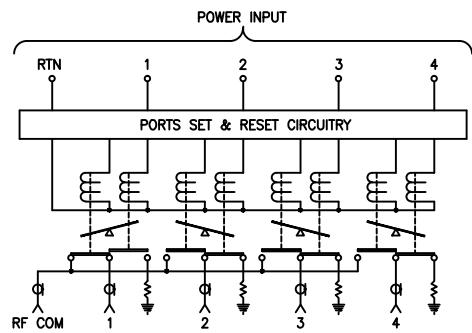 POWER INPUT
RTN 1 2 3 4
PORTS SET & RESET CIRCUITRY
RF COM 1 2 3 4